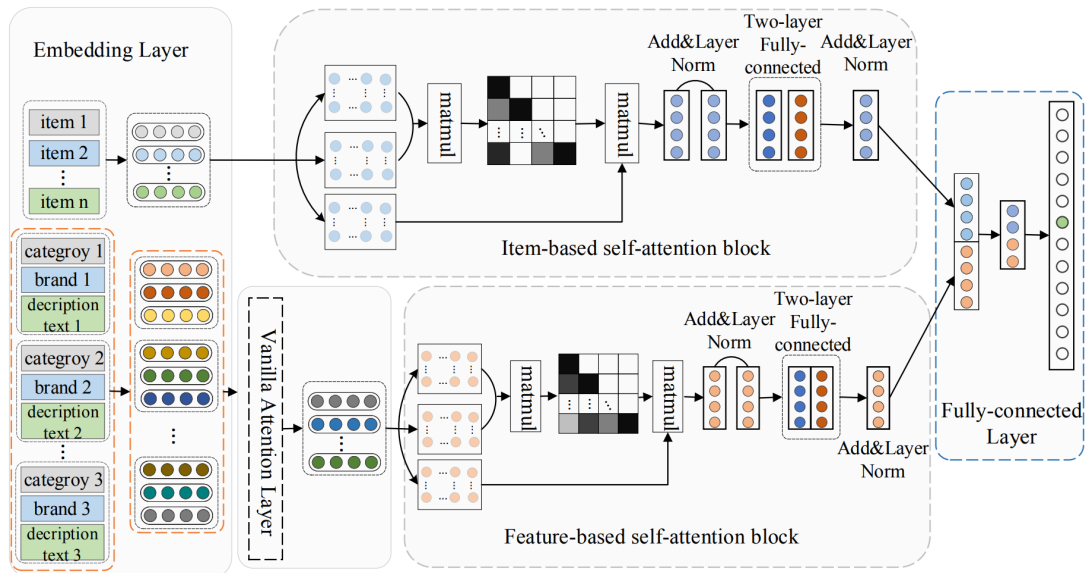 Embedding Layer
item 1
item 2
item n
categroy 1
brand 1
decription
text 1
categroy 2
brand 2
decription
text 2
categroy 3
brand 3
decription
text 3
Vanilla Attention Layer
matmul
matmul
Add&Layer
Norm
Two-layer
Fully-
connected
Add&Layer
Norm
Item-based self-attention block
matmul
matmul
Add&Layer
Norm
Two-layer
Fully-
connected
Add&Layer
Norm
Feature-based self-attention block
Fully-connected
Layer